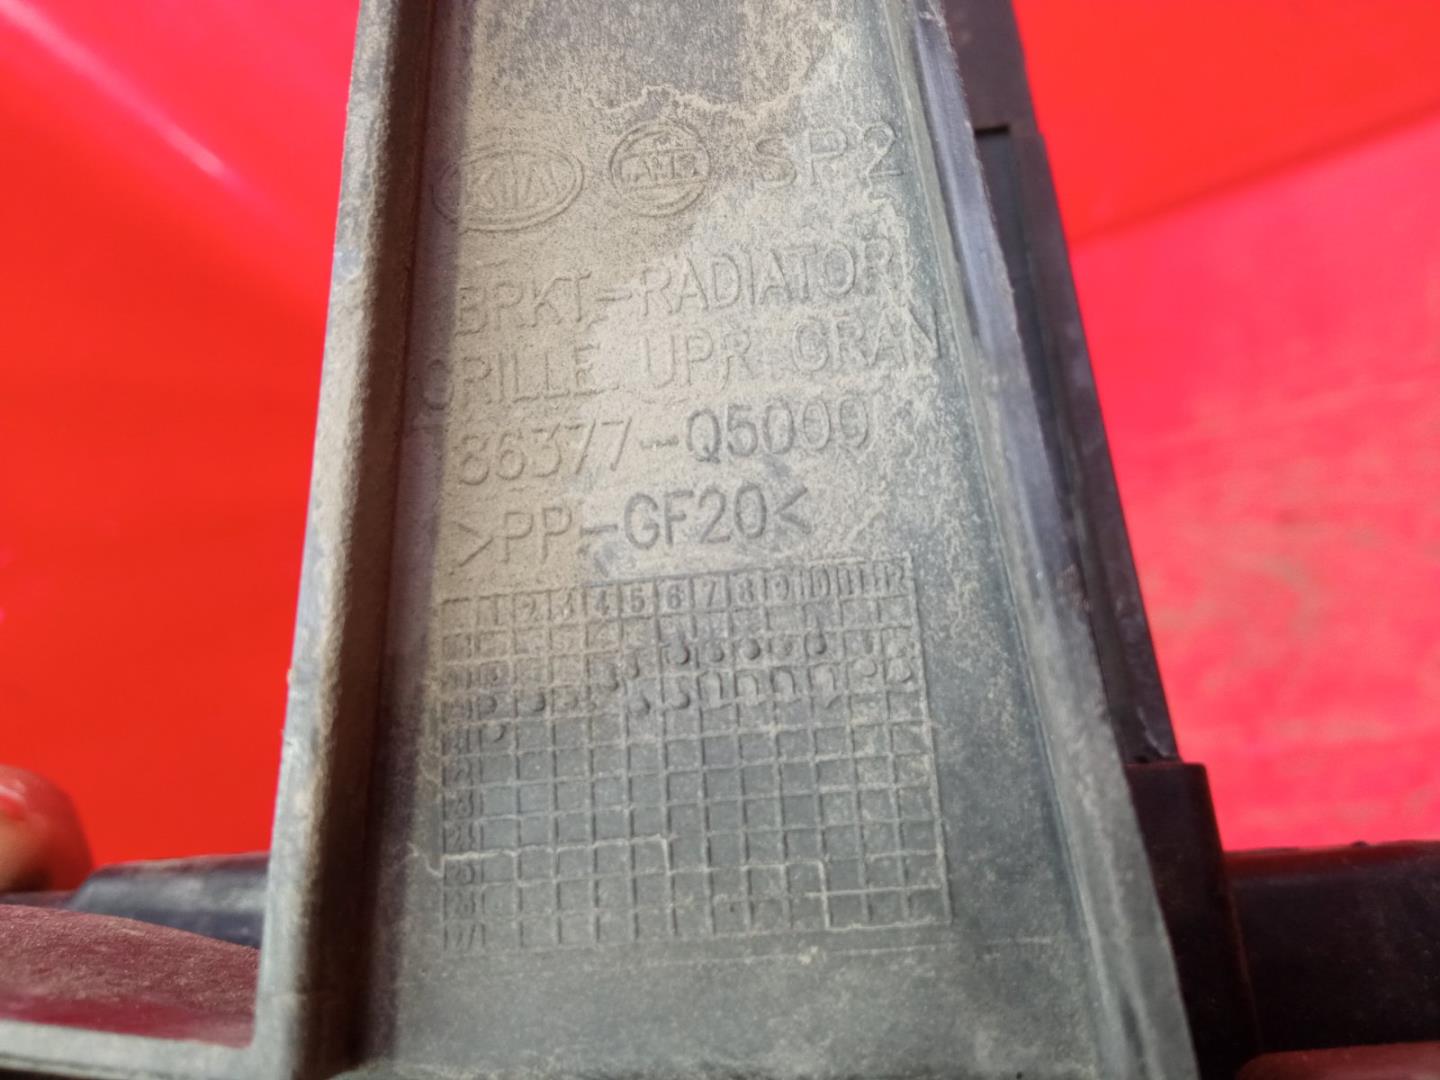 KIA SP2
BRKT-RADIATOR
GRILLE UPR GRAN
86377-Q5000
>PP-GF20<
1 2 3 4 5 6 7 8 9 10 11 12